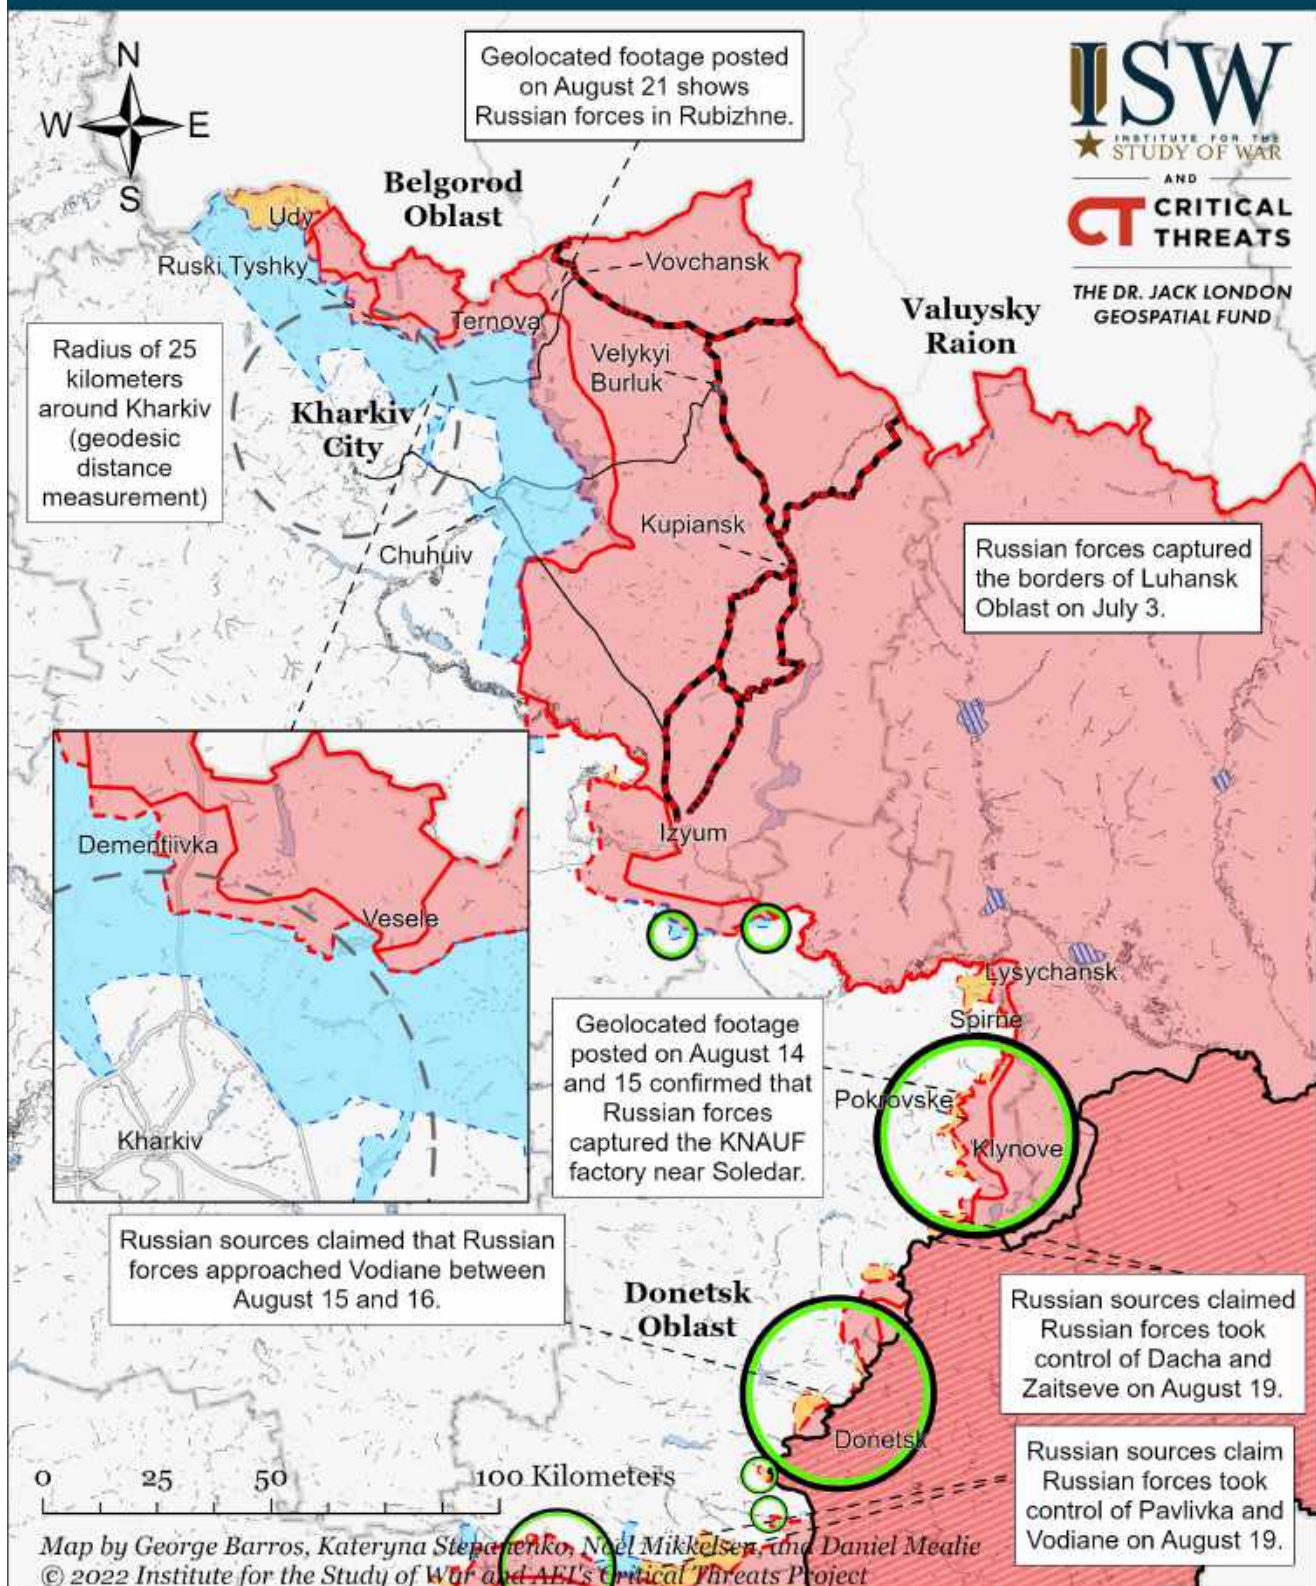 Geolocated footage posted
on August 21 shows
Russian forces in Rubizhne.
N
W
E
S
ISW
INSTITUTE FOR THE
STUDY OF WAR
AND
CT CRITICAL
THREATS
THE DR. JACK LONDON
GEOSPATIAL FUND
Belgorod
Oblast
Udy
Ruski Tyshky
Vovchansk
Ternova
Valuysky
Raion
Radius of 25
kilometers
around Kharkiv
(geodesic
distance
measurement)
Velykyi
Burluk
Kharkiv
City
Kupiansk
Chuhuiv
Russian forces captured
the borders of Luhansk
Oblast on July 3.
Izyum
Dementiivka
Vesele
Kharkiv
Lysychansk
Spirne
Geolocated footage
posted on August 14
and 15 confirmed that
Russian forces
captured the KNAUF
factory near Soledar.
Pokrovske
Klynove
Russian sources claimed that Russian
forces approached Vodiane between
August 15 and 16.
Donetsk
Oblast
Russian sources claimed
Russian forces took
control of Dacha and
Zaitseve on August 19.
Donetsk
Russian sources claim
Russian forces took
control of Pavlivka and
Vodiane on August 19.
0 25 50 100 Kilometers
Map by George Barros, Kateryna Stepanenko, Noel Mikkelsen, and Daniel Mealie
© 2022 Institute for the Study of War and AEI's Critical Threats Project